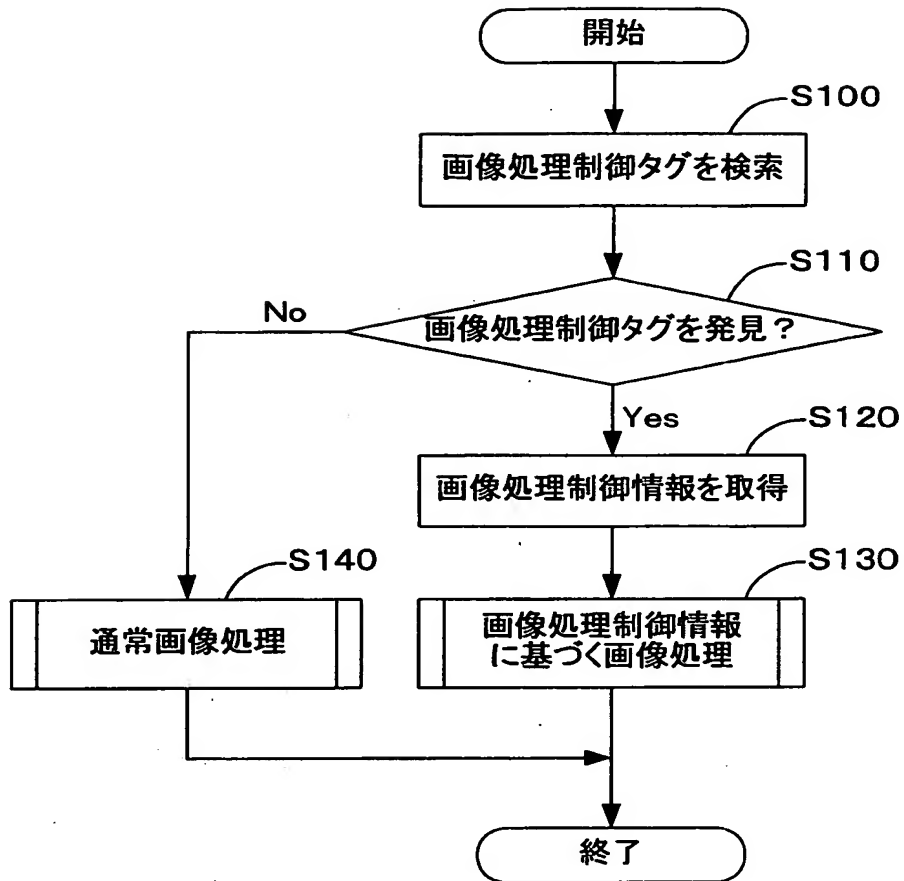 開始
S100
画像処理制御タグを検索
S110
画像処理制御タグを発見？
No
Yes
S120
画像処理制御情報を取得
S140
通常画像処理
S130
画像処理制御情報
に基づく画像処理
終了